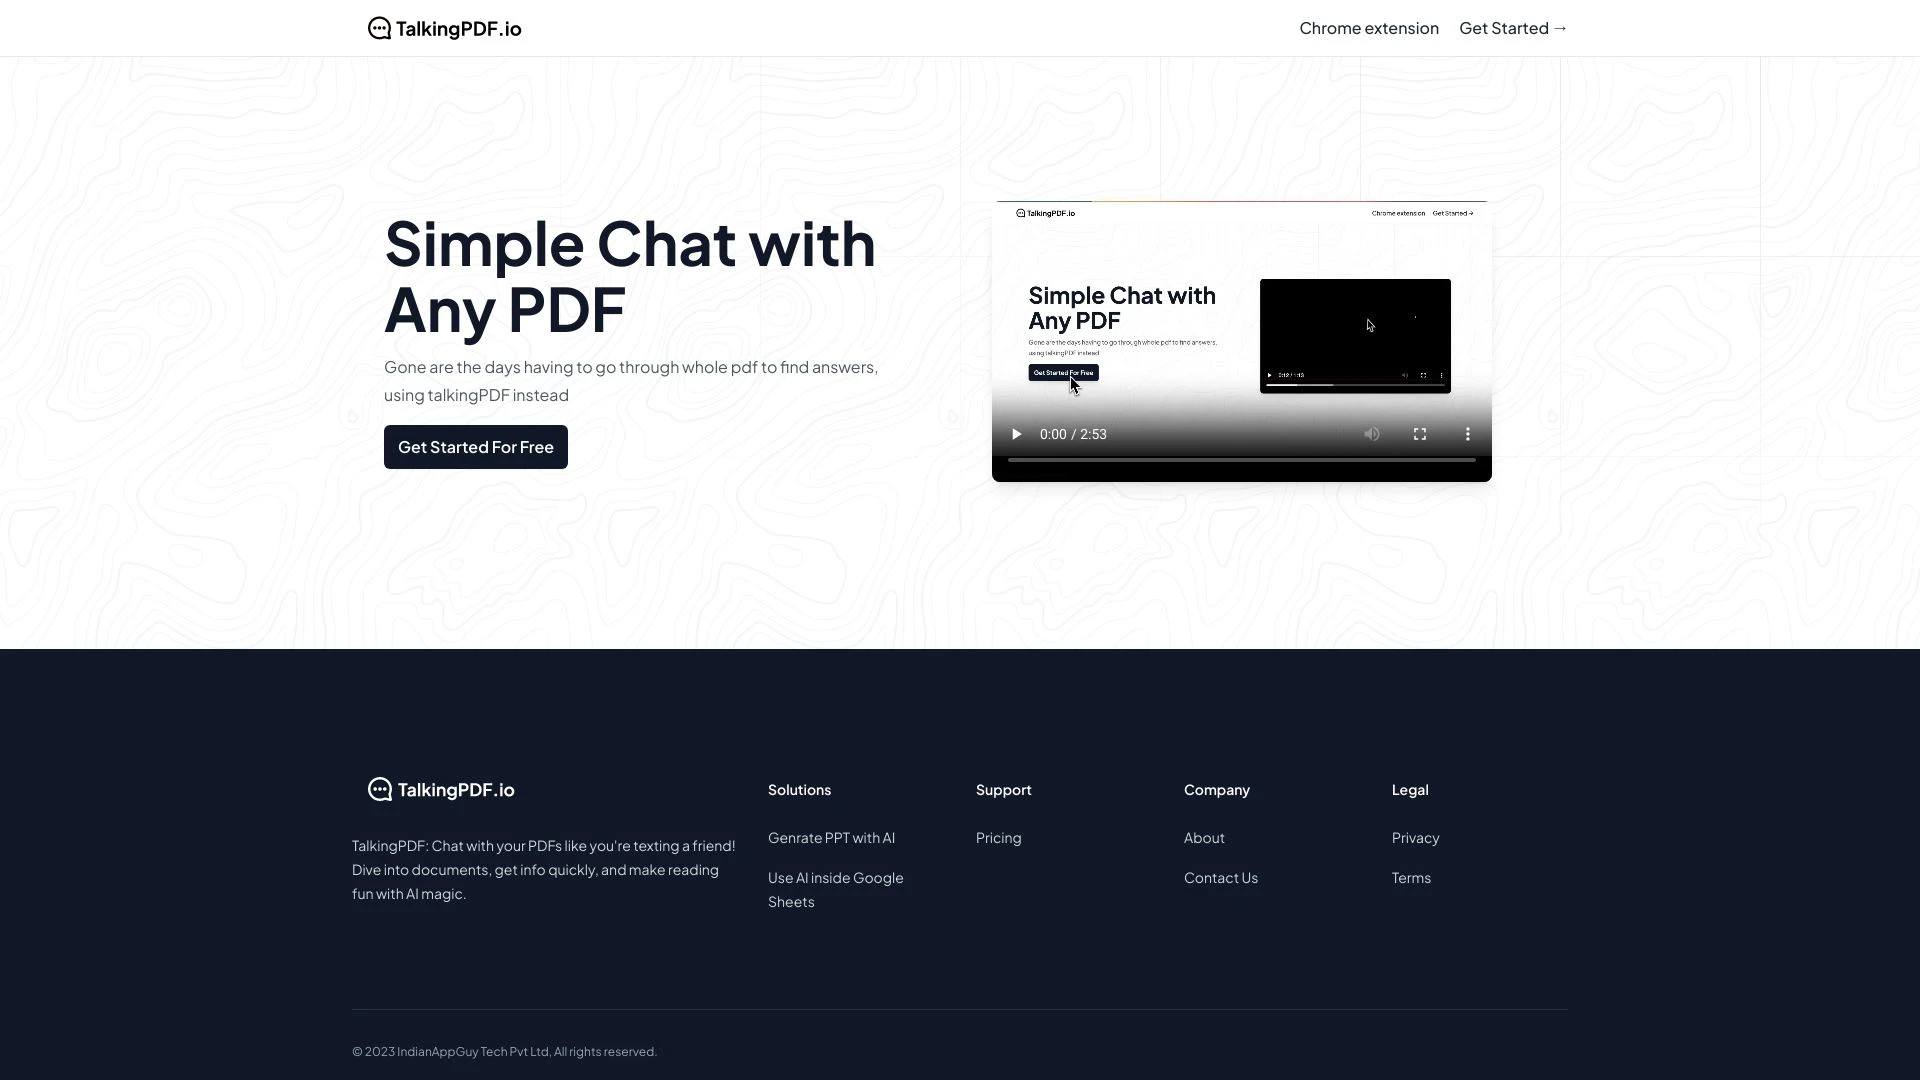 TalkingPDF.io
Chrome extension
Get Started →
Simple Chat with
Any PDF
Gone are the days having to go through whole pdf to find answers,
using talkingPDF instead
Get Started For Free
TalkingPDF.io
Chrome extension
Get Started →
Simple Chat with
Any PDF
Gone are the days having to go through whole pdf to find answers,
using talkingPDF instead
Get Started For Free
0:12 / 1:13
0:00 / 2:53
TalkingPDF.io
TalkingPDF: Chat with your PDFs like you're texting a friend!
Dive into documents, get info quickly, and make reading
fun with AI magic.
Solutions
Genrate PPT with AI
Use AI inside Google
Sheets
Support
Pricing
Company
About
Contact Us
Legal
Privacy
Terms
© 2023 IndianAppGuy Tech Pvt Ltd, All rights reserved.